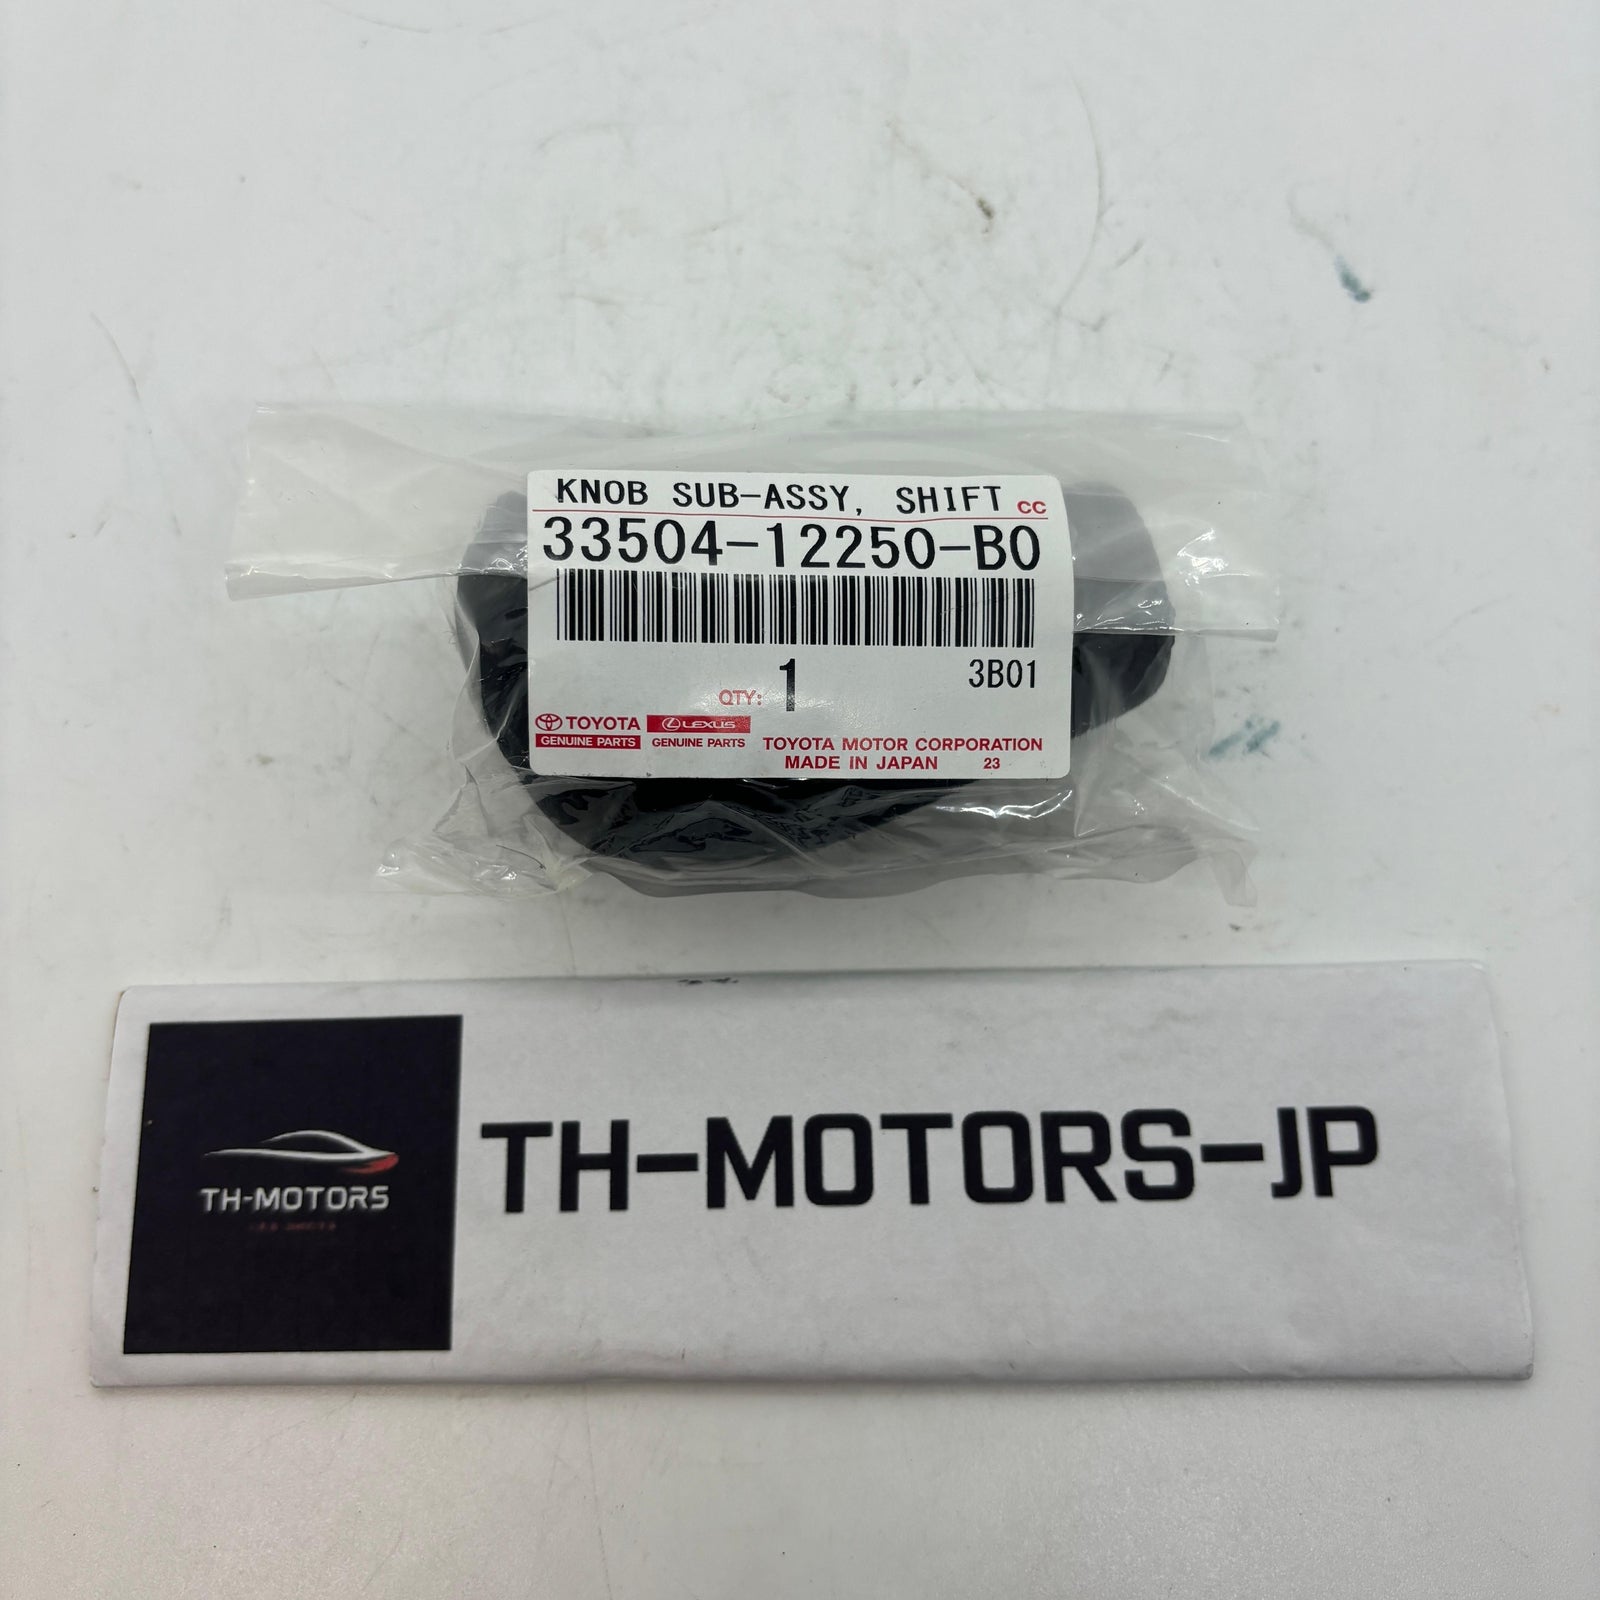 KNOB SUB-ASSY, SHIFT CC
33504-12250-B0
QTY: 1 3B01
TOYOTA LEXUS
GENUINE PARTS GENUINE PARTS TOYOTA MOTOR CORPORATION
MADE IN JAPAN 23
TH-MOTORS-JP
TH-MOTORS